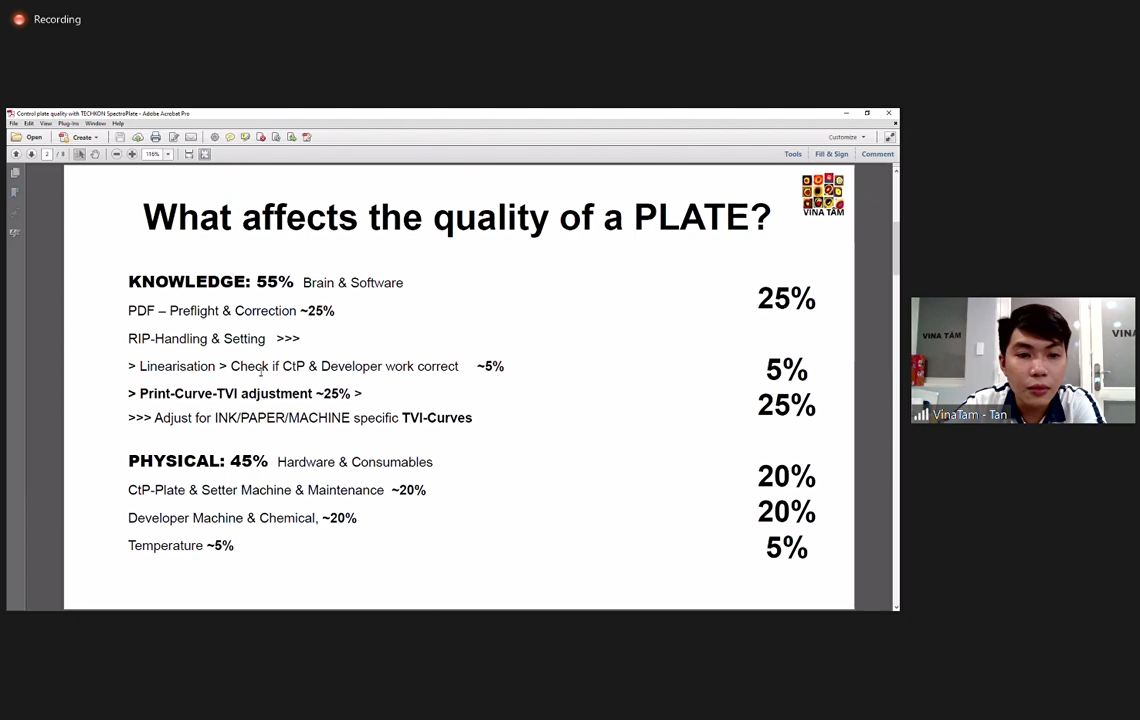 Recording
Control plate quality with TECHKON SpectroPlate - Adobe Acrobat Pro
File Edit View Plug-Ins Window Help
Open Create Customize
2 / 8 116% Tools Fill & Sign Comment
VINA TÂM
What affects the quality of a PLATE?
KNOWLEDGE: 55% Brain & Software
25%
PDF – Preflight & Correction ~25%
RIP-Handling & Setting >>>
> Linearisation > Check if CtP & Developer work correct ~5%
5%
> Print-Curve-TVI adjustment ~25% >
25%
>>> Adjust for INK/PAPER/MACHINE specific TVI-Curves
PHYSICAL: 45% Hardware & Consumables
20%
CtP-Plate & Setter Machine & Maintenance ~20%
Developer Machine & Chemical, ~20%
20%
Temperature ~5%
5%
VINA TÂM
VINA
VinaTam - Tan